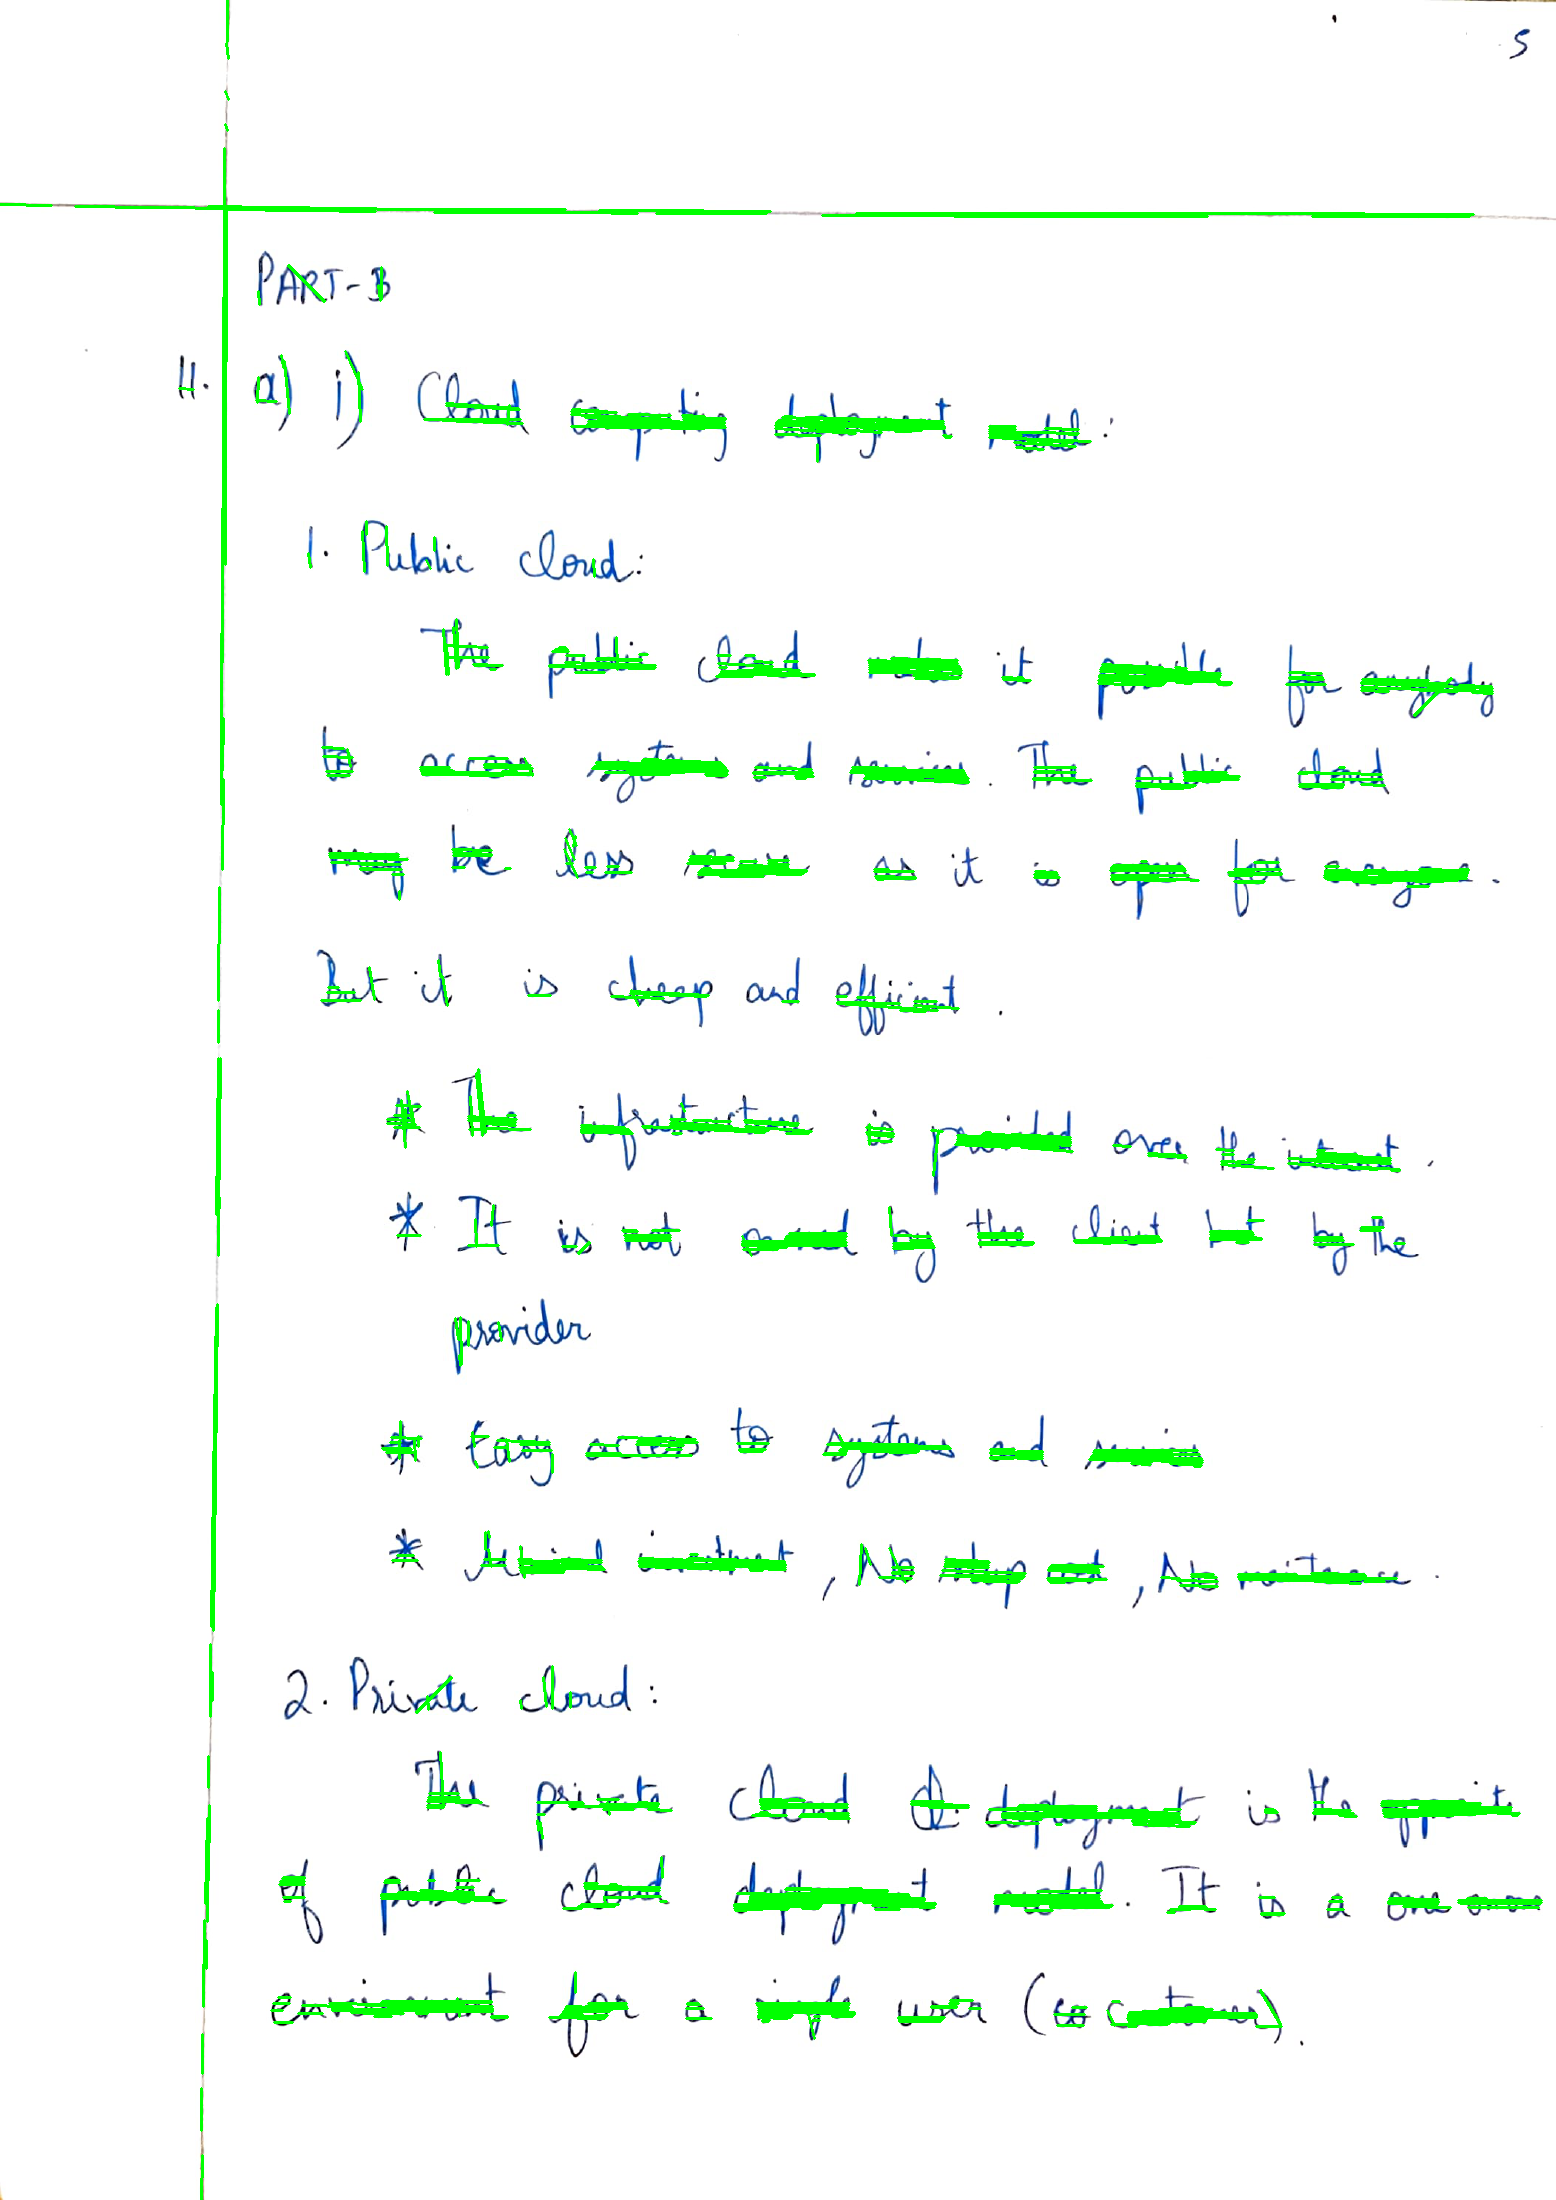 5
PART-B
11. a) i) Cloud computing deployment model:
1. Public cloud:
The public cloud makes it possible for anybody
to access systems and services. The public cloud
may be less secure as it is open for everyone.
But it is cheap and efficient.
* The infrastructure is provided over the internet.
* It is not owned by the client but by the
provider
* Easy access to systems and services
* Minimal investment, No setup cost, No maintenance.
2. Private cloud:
The private cloud deployment is the opposite
of public cloud deployment model. It is a one on one
environment for a single user (or customer).